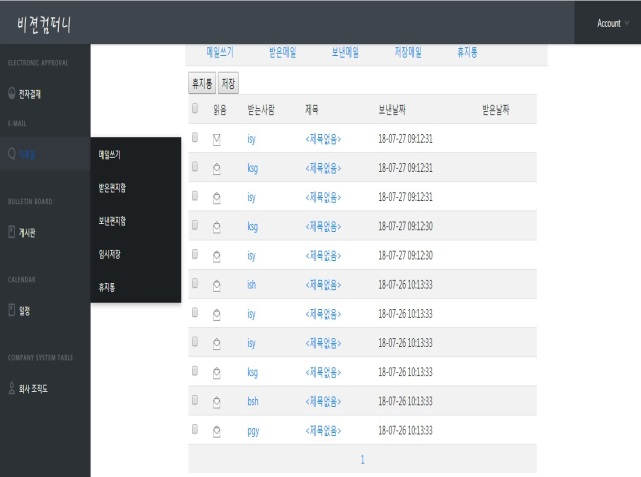 비젼컴퍼니
Account
ELECTRONIC APPROVAL
전자결재
E-MAIL
이메일
BULLETIN BOARD
게시판
CALENDAR
일정
COMPANY SYSTEM TABLE
회사 조직도
메일쓰기
받은편지함
보낸편지함
임시저장
휴지통
메일쓰기 받은메일 보낸메일 저장메일 휴지통
휴지통 저장
읽음 받는사람 제목 보낸날짜 받은날짜
isy <제목없음> 18-07-27 09:12:31
ksg <제목없음> 18-07-27 09:12:31
isy <제목없음> 18-07-27 09:12:31
ksg <제목없음> 18-07-27 09:12:30
isy <제목없음> 18-07-27 09:12:30
ish <제목없음> 18-07-26 10:13:33
isy <제목없음> 18-07-26 10:13:33
isy <제목없음> 18-07-26 10:13:33
ksg <제목없음> 18-07-26 10:13:33
bsh <제목없음> 18-07-26 10:13:33
pgy <제목없음> 18-07-26 10:13:33
1